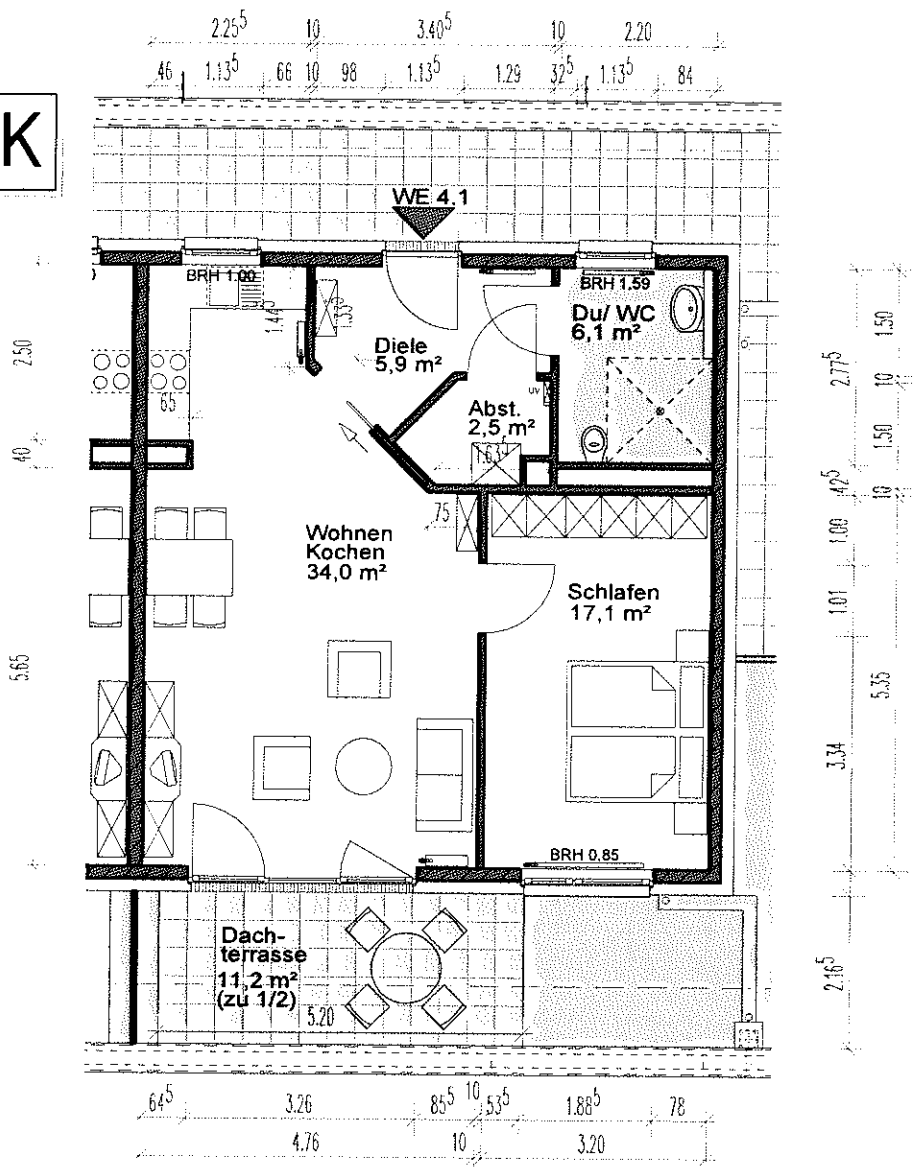 2.25⁵ 10 3.40⁵ 10 2.20
46 1.13⁵ 66 10 98 1.13⁵ 1.29 32⁵ 1.13⁵ 84
K
WE 4.1
BRH 1.00
BRH 1.59
Du/ WC
6,1 m²
1.44⁵
Diele
5,9 m²
2.50
65
40
uv
Abst.
2,5 m²
1.63⁵
1.50
2.77⁵
10
1.50
42⁵
10
75
Wohnen
Kochen
34,0 m²
Schlafen
17,1 m²
1.00
1.01
5.65
5.35
3.34
BRH 0.85
Dach-
terrasse
11,2 m²
(zu 1/2)
5.20
2.16⁵
64⁵ 3.26 85⁵ 10 53⁵ 1.88⁵ 78
4.76 10 3.20